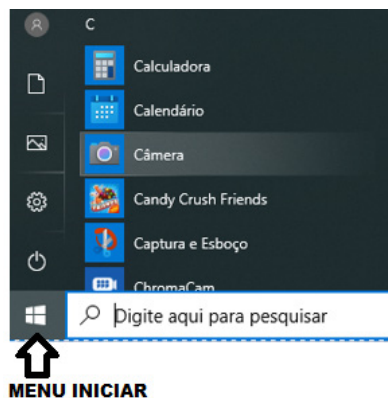 C
Calculadora
Calendário
Câmera
Candy Crush Friends
Captura e Esboço
ChromaCam
Digite aqui para pesquisar
MENU INICIAR